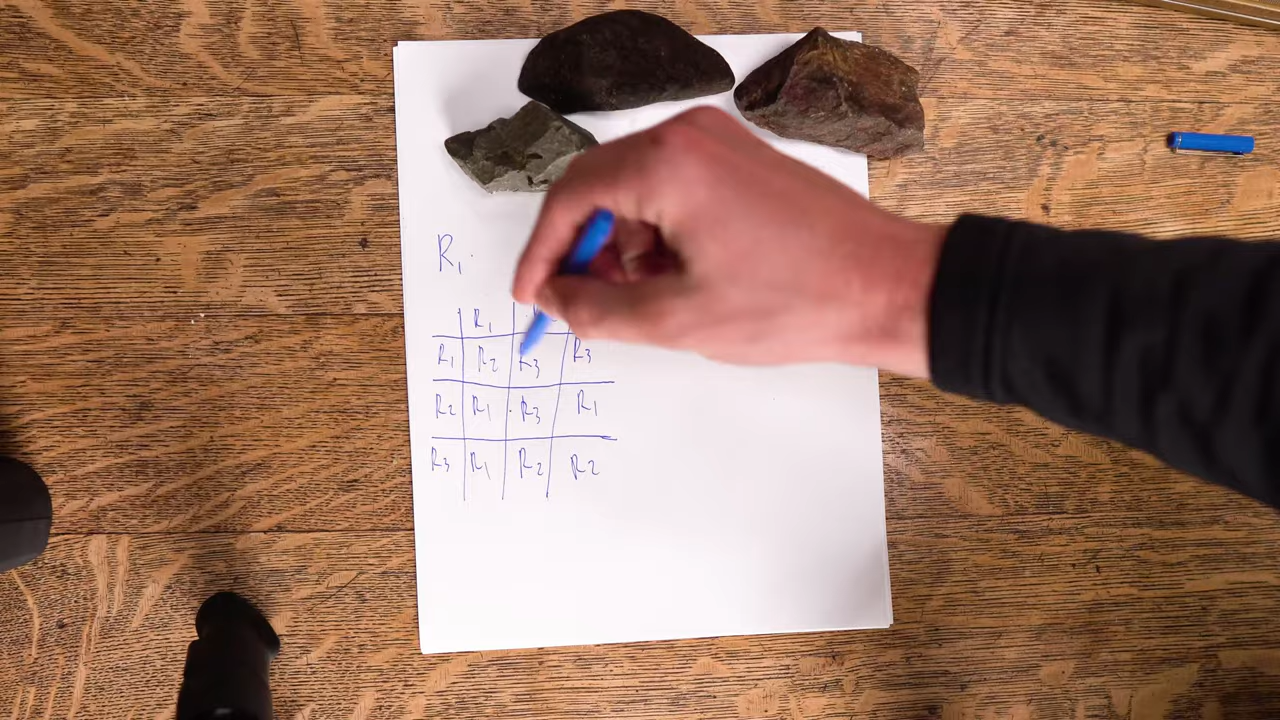 R₁ ·
R₁
R₁ R₂ R₃ R₃
R₂ R₁ · R₃ R₁
R₃ R₁ R₂ R₂